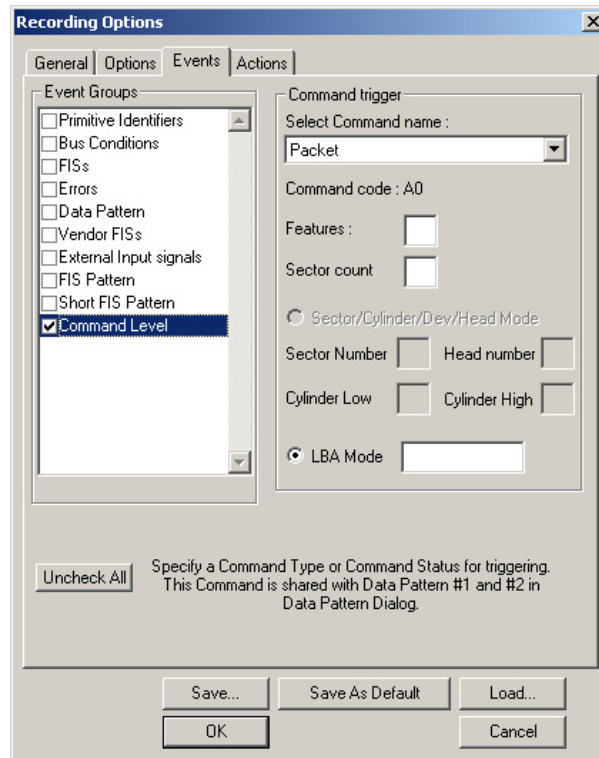 Recording Options
General Options Events Actions
Event Groups
Primitive Identifiers
Bus Conditions
FISs
Errors
Data Pattern
Vendor FISs
External Input signals
FIS Pattern
Short FIS Pattern
Command Level
Command trigger
Select Command name :
Packet
Command code : A0
Features :
Sector count
Sector/Cylinder/Dev/Head Mode
Sector Number Head number
Cylinder Low Cylinder High
LBA Mode
Uncheck All
Specify a Command Type or Command Status for triggering.
This Command is shared with Data Pattern #1 and #2 in
Data Pattern Dialog.
Save... Save As Default Load...
OK Cancel